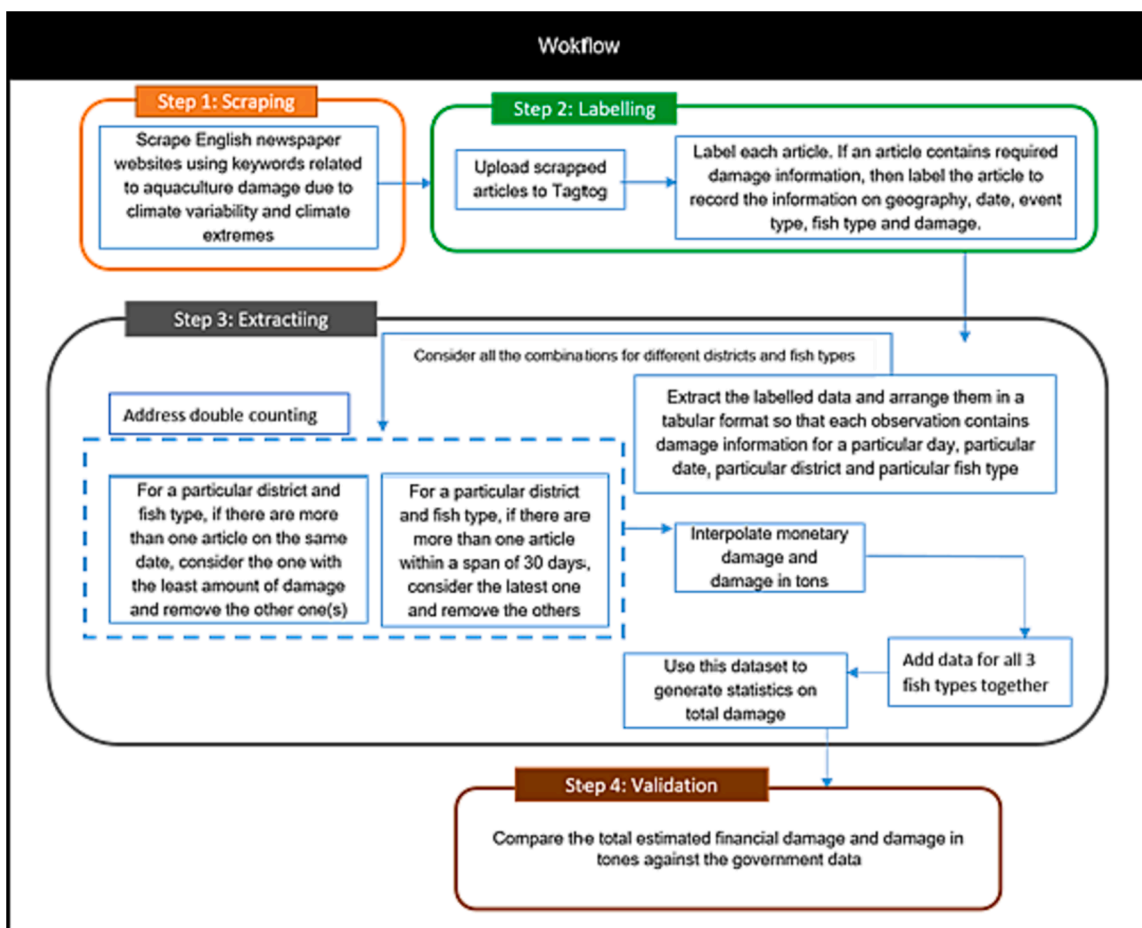 Wokflow
Step 1: Scraping
Scrape English newspaper
websites using keywords related
to aquaculture damage due to
climate variability and climate
extremes
Step 2: Labelling
Upload scrapped
articles to Tagtog
Label each article. If an article contains required
damage information, then label the article to
record the information on geography, date, event
type, fish type and damage.
Step 3: Extractiing
Consider all the combinations for different districts and fish types
Extract the labelled data and arrange them in a
tabular format so that each observation contains
damage information for a particular day, particular
date, particular district and particular fish type
Address double counting
For a particular district and
fish type, if there are more
than one article on the same
date, consider the one with
the least amount of damage
and remove the other one(s)
For a particular district
and fish type, if there are
more than one article
within a span of 30 days,
consider the latest one
and remove the others
Interpolate monetary
damage and
damage in tons
Add data for all 3
fish types together
Use this dataset to
generate statistics on
total damage
Step 4: Validation
Compare the total estimated financial damage and damage in
tones against the government data